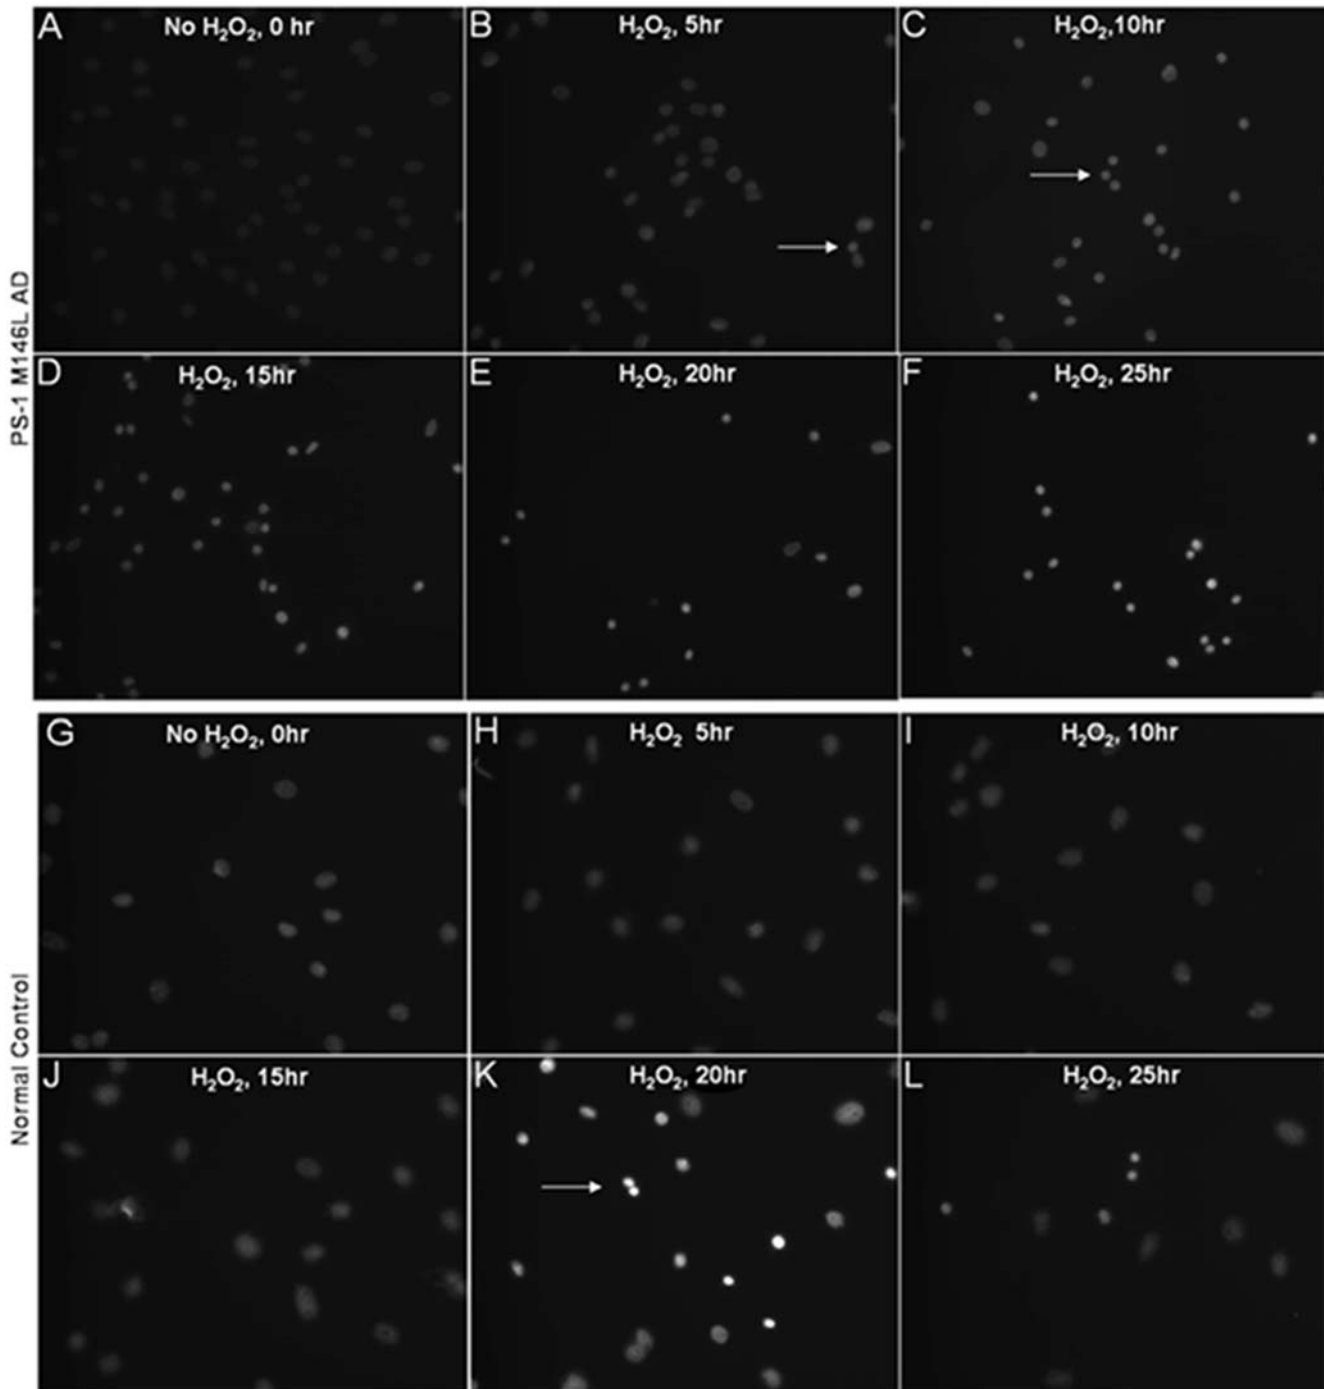 A No H₂O₂, 0 hr
B H₂O₂, 5hr
C H₂O₂,10hr
PS-1 M146L AD
D H₂O₂, 15hr
E H₂O₂, 20hr
F H₂O₂, 25hr
G No H₂O₂, 0hr
H H₂O₂ 5hr
I H₂O₂, 10hr
Normal Control
J H₂O₂, 15hr
K H₂O₂, 20hr
L H₂O₂, 25hr